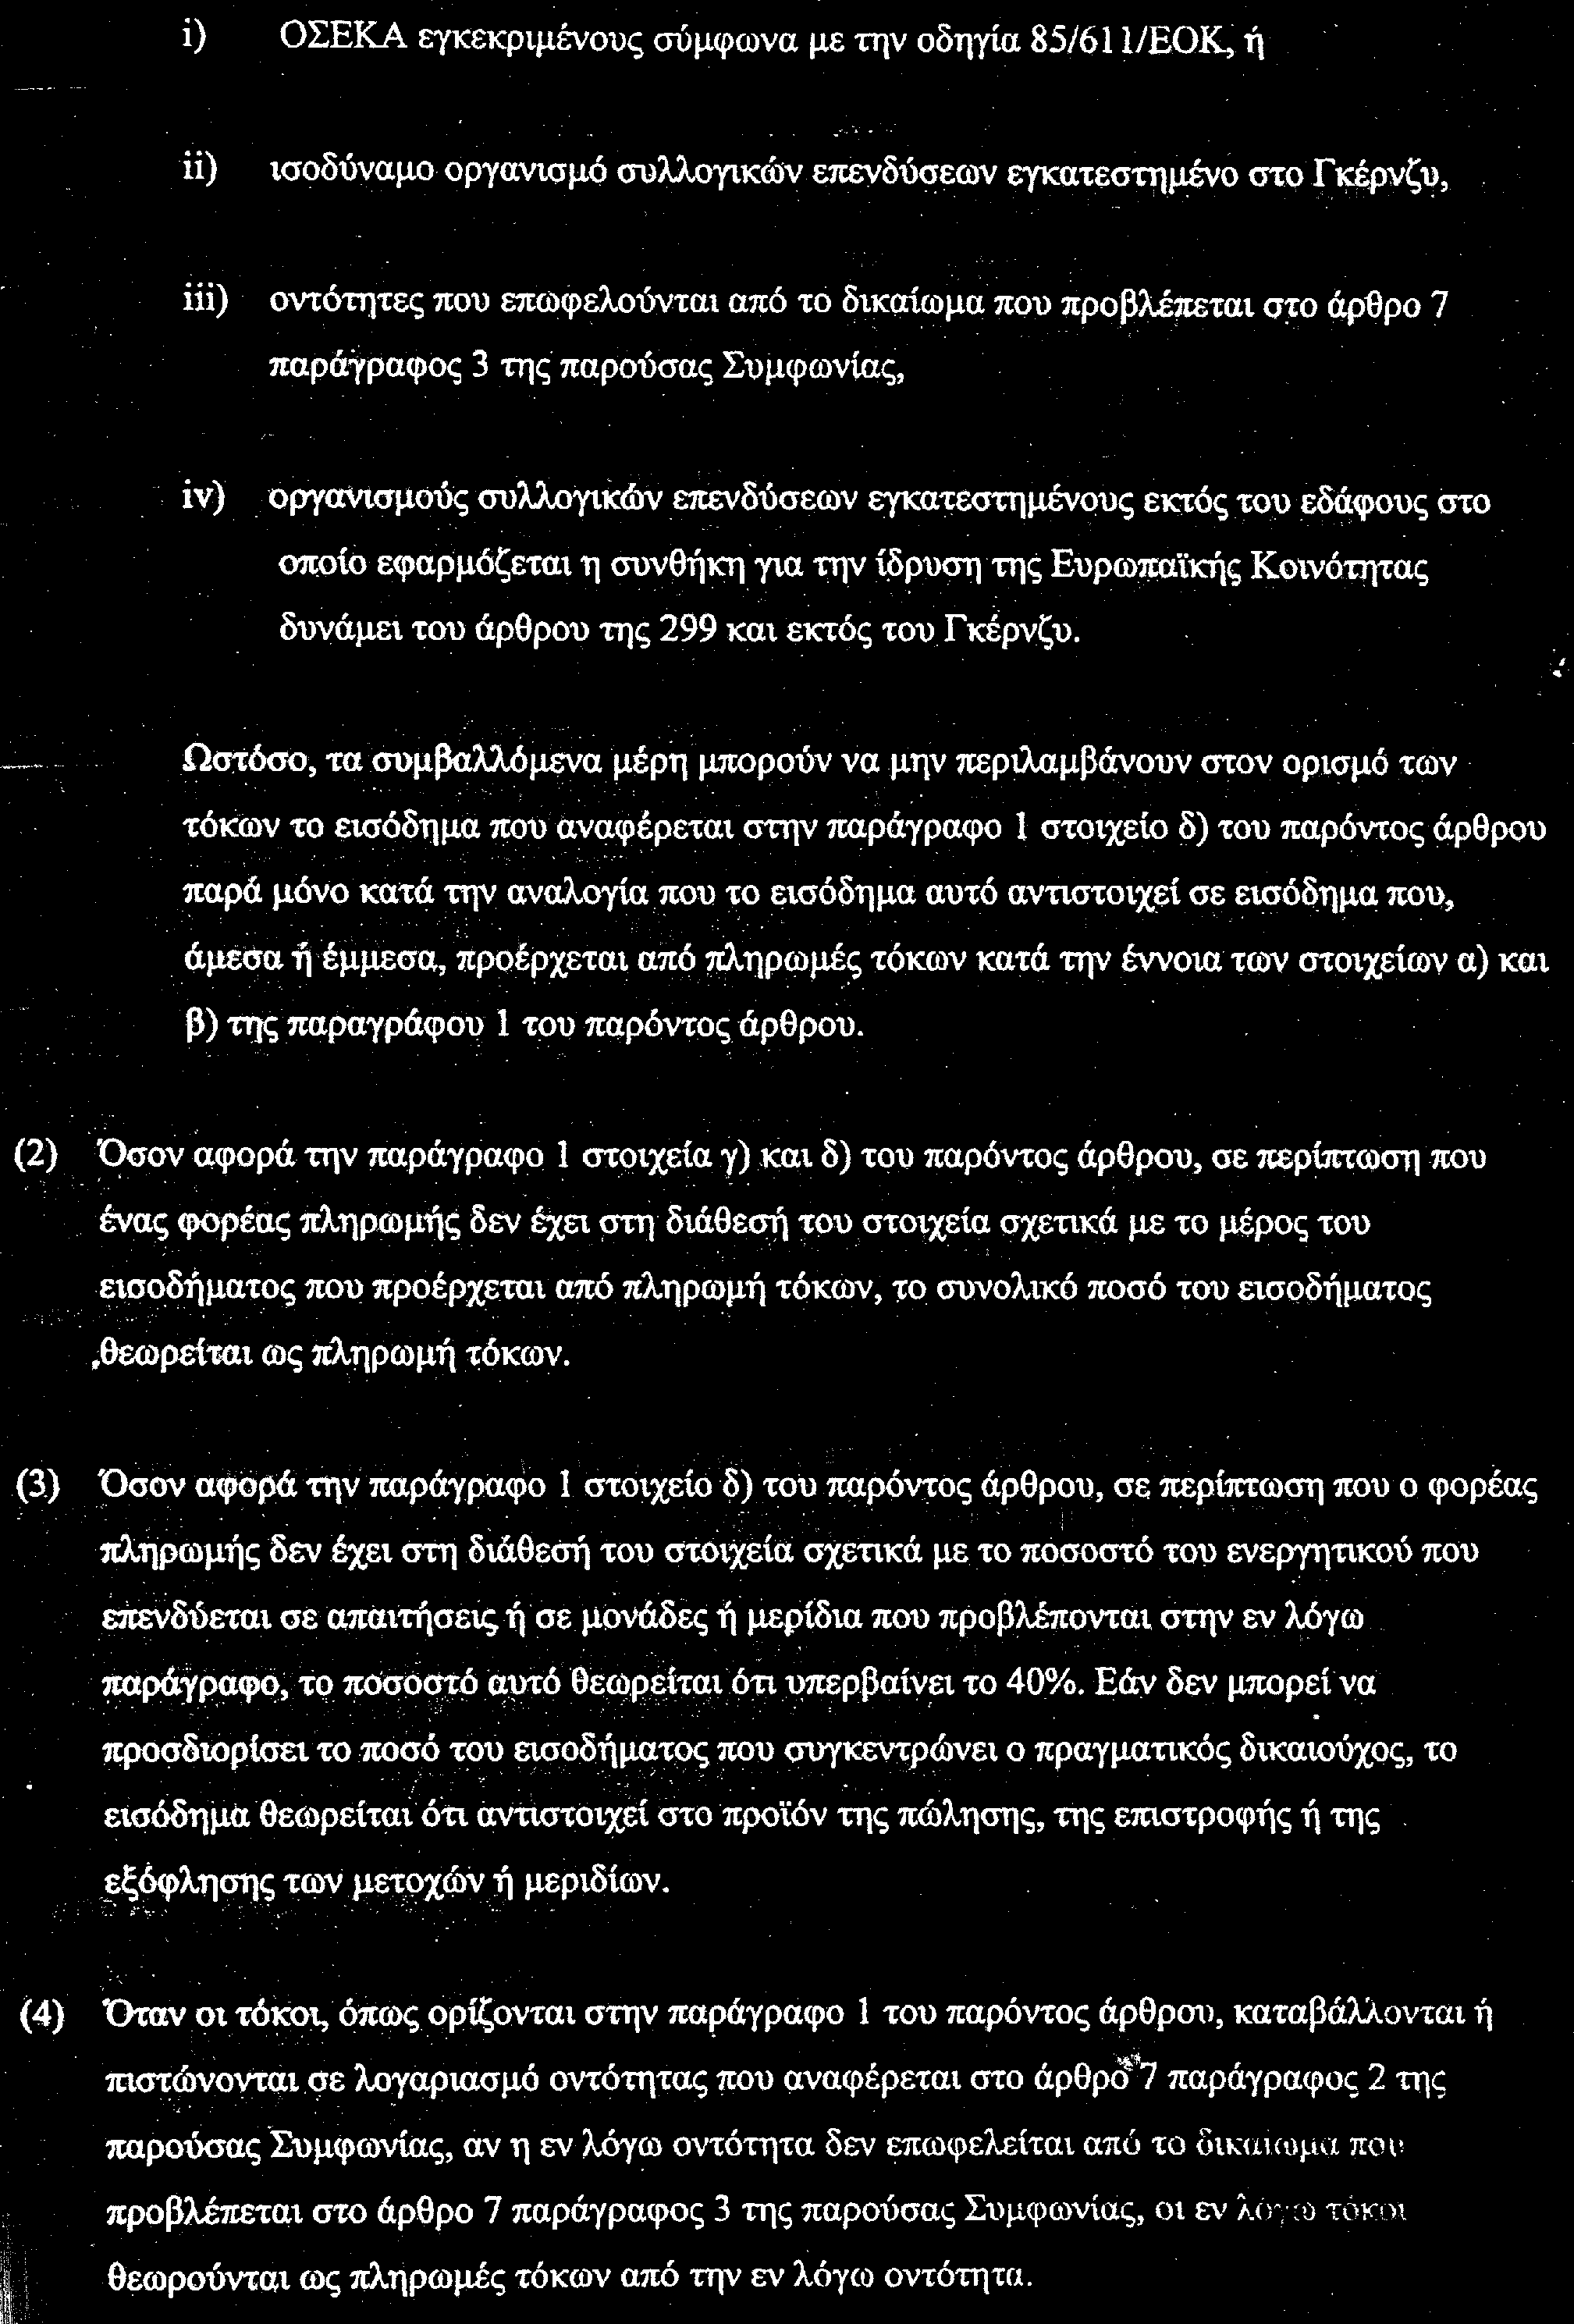 i) ΟΣΕΚΑ εγκεκριμένους σύμφωνα με την οδηγία 85/611/ΕΟΚ, ή
ii) ισοδύναμο οργανισμό συλλογικών επενδύσεων εγκατεστημένο στο Γκέρνζυ,
iii) οντότητες που επωφελούνται από το δικαίωμα που προβλέπεται στο άρθρο 7
παράγραφος 3 της παρούσας Συμφωνίας,
iv) οργανισμούς συλλογικών επενδύσεων εγκατεστημένους εκτός του εδάφους στο
οποίο εφαρμόζεται η συνθήκη για την ίδρυση της Ευρωπαϊκής Κοινότητας
δυνάμει του άρθρου της 299 και εκτός του Γκέρνζυ.
Ωστόσο, τα συμβαλλόμενα μέρη μπορούν να μην περιλαμβάνουν στον ορισμό των
τόκων το εισόδημα που αναφέρεται στην παράγραφο 1 στοιχείο δ) του παρόντος άρθρου
παρά μόνο κατά την αναλογία που το εισόδημα αυτό αντιστοιχεί σε εισόδημα που,
άμεσα ή έμμεσα, προέρχεται από πληρωμές τόκων κατά την έννοια των στοιχείων α) και
β) της παραγράφου 1 του παρόντος άρθρου.
(2) Όσον αφορά την παράγραφο 1 στοιχεία γ) και δ) του παρόντος άρθρου, σε περίπτωση που
ένας φορέας πληρωμής δεν έχει στη διάθεσή του στοιχεία σχετικά με το μέρος του
εισοδήματος που προέρχεται από πληρωμή τόκων, το συνολικό ποσό του εισοδήματος
θεωρείται ως πληρωμή τόκων.
(3) Όσον αφορά την παράγραφο 1 στοιχείο δ) του παρόντος άρθρου, σε περίπτωση που ο φορέας
πληρωμής δεν έχει στη διάθεσή του στοιχεία σχετικά με το ποσοστό του ενεργητικού που
επενδύεται σε απαιτήσεις ή σε μονάδες ή μερίδια που προβλέπονται στην εν λόγω
παράγραφο, το ποσοστό αυτό θεωρείται ότι υπερβαίνει το 40%. Εάν δεν μπορεί να
προσδιορίσει το ποσό του εισοδήματος που συγκεντρώνει ο πραγματικός δικαιούχος, το
εισόδημα θεωρείται ότι αντιστοιχεί στο προϊόν της πώλησης, της επιστροφής ή της
εξόφλησης των μετοχών ή μεριδίων.
(4) Όταν οι τόκοι, όπως ορίζονται στην παράγραφο 1 του παρόντος άρθρου, καταβάλλονται ή
πιστώνονται σε λογαριασμό οντότητας που αναφέρεται στο άρθρο 7 παράγραφος 2 της
παρούσας Συμφωνίας, αν η εν λόγω οντότητα δεν επωφελείται από το δικαίωμα που
προβλέπεται στο άρθρο 7 παράγραφος 3 της παρούσας Συμφωνίας, οι εν λόγω τόκοι
θεωρούνται ως πληρωμές τόκων από την εν λόγω οντότητα.